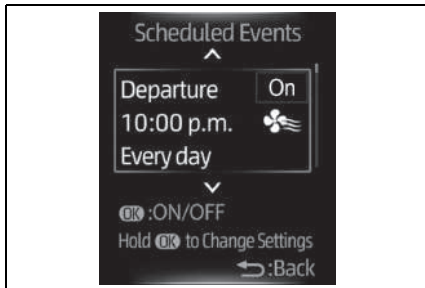 Scheduled Events
Departure On
10:00 p.m.
Every day
OK :ON/OFF
Hold OK to Change Settings
:Back